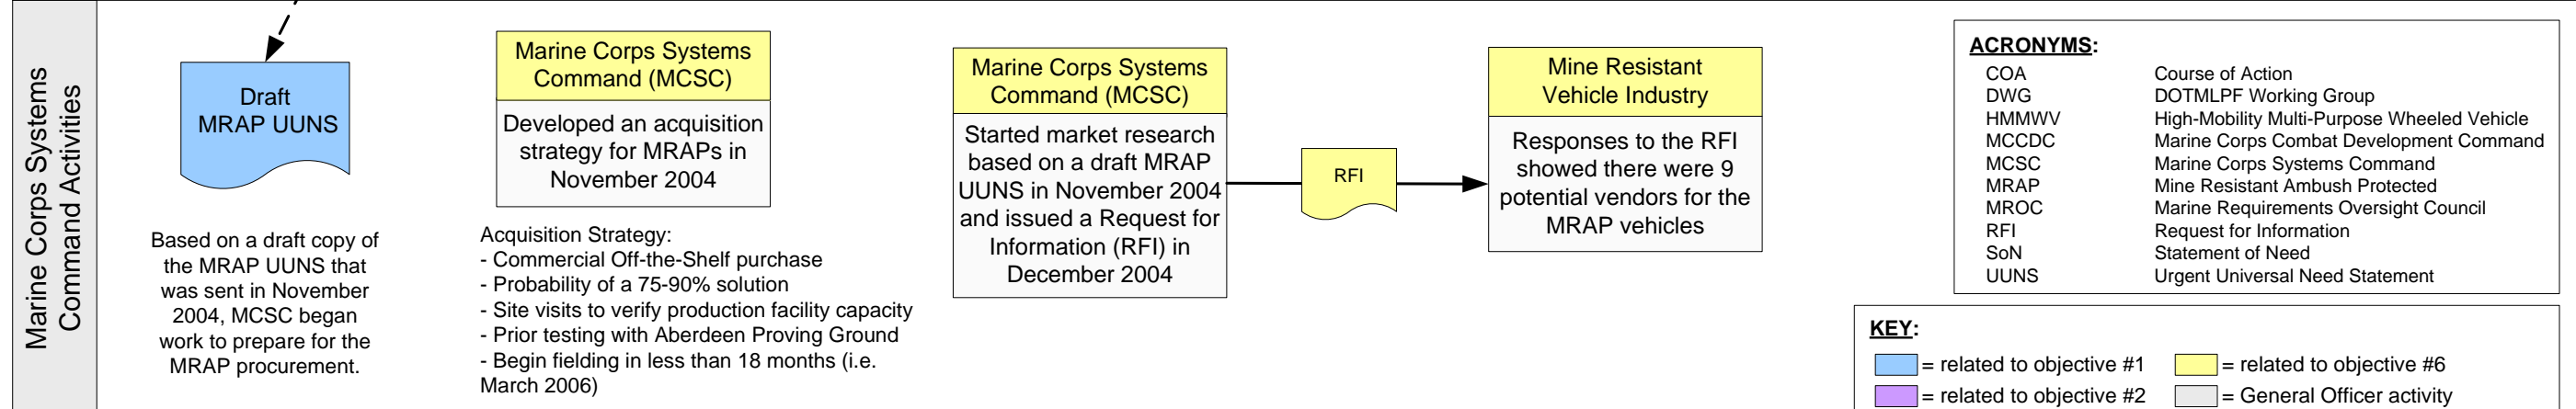 Marine Corps Systems
Command Activities
Draft
MRAP UUNS
Based on a draft copy of
the MRAP UUNS that
was sent in November
2004, MCSC began
work to prepare for the
MRAP procurement.
Marine Corps Systems
Command (MCSC)
Developed an acquisition
strategy for MRAPs in
November 2004
Acquisition Strategy:
- Commercial Off-the-Shelf purchase
- Probability of a 75-90% solution
- Site visits to verify production facility capacity
- Prior testing with Aberdeen Proving Ground
- Begin fielding in less than 18 months (i.e.
March 2006)
Marine Corps Systems
Command (MCSC)
Started market research
based on a draft MRAP
UUNS in November 2004
and issued a Request for
Information (RFI) in
December 2004
RFI
Mine Resistant
Vehicle Industry
Responses to the RFI
showed there were 9
potential vendors for the
MRAP vehicles
ACRONYMS:
COA Course of Action
DWG DOTMLPF Working Group
HMMWV High-Mobility Multi-Purpose Wheeled Vehicle
MCCDC Marine Corps Combat Development Command
MCSC Marine Corps Systems Command
MRAP Mine Resistant Ambush Protected
MROC Marine Requirements Oversight Council
RFI Request for Information
SoN Statement of Need
UUNS Urgent Universal Need Statement
KEY:
= related to objective #1 = related to objective #6
= related to objective #2 = General Officer activity